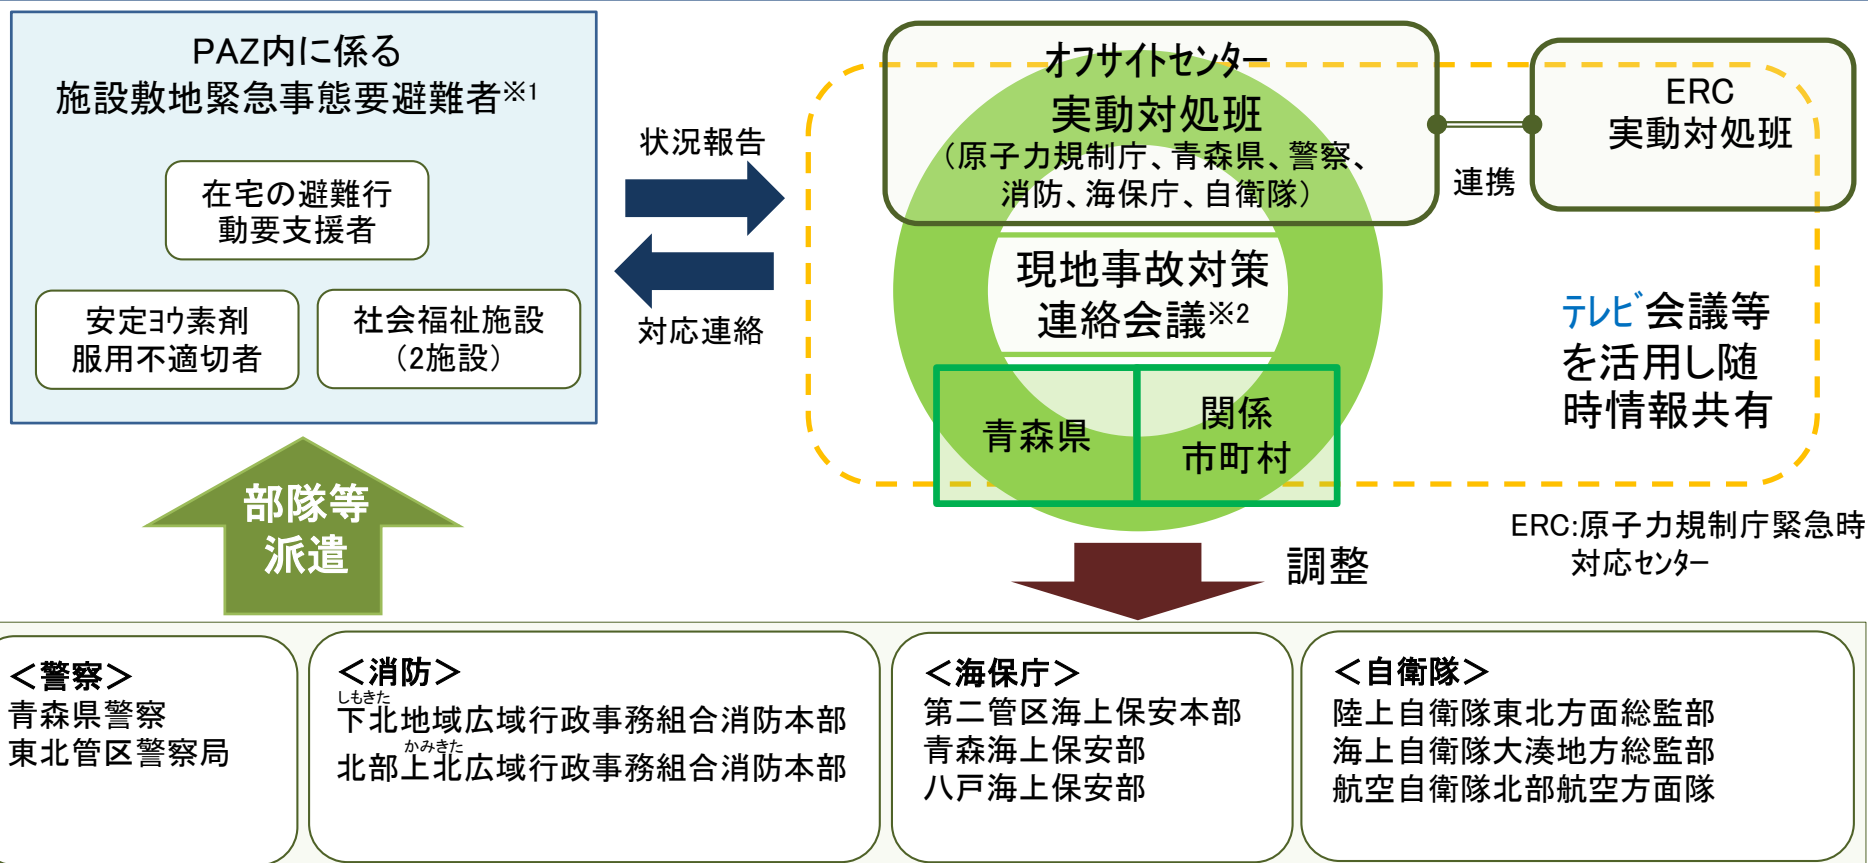 PAZ内に係る
施設敷地緊急事態要避難者※1
在宅の避難行
動要支援者
安定ヨウ素剤
服用不適切者
社会福祉施設
（2施設）
状況報告
対応連絡
オフサイトセンター
実動対処班
（原子力規制庁、青森県、警察、
消防、海保庁、自衛隊）
連携
ERC
実動対処班
現地事故対策
連絡会議※2
青森県
関係
市町村
テレビ会議等
を活用し随
時情報共有
部隊等
派遣
調整
ERC:原子力規制庁緊急時
対応センター
＜警察＞
青森県警察
東北管区警察局
＜消防＞
しもきた
下北地域広域行政事務組合消防本部
かみきた
北部上北広域行政事務組合消防本部
＜海保庁＞
第二管区海上保安本部
青森海上保安部
八戸海上保安部
＜自衛隊＞
陸上自衛隊東北方面総監部
海上自衛隊大湊地方総監部
航空自衛隊北部航空方面隊